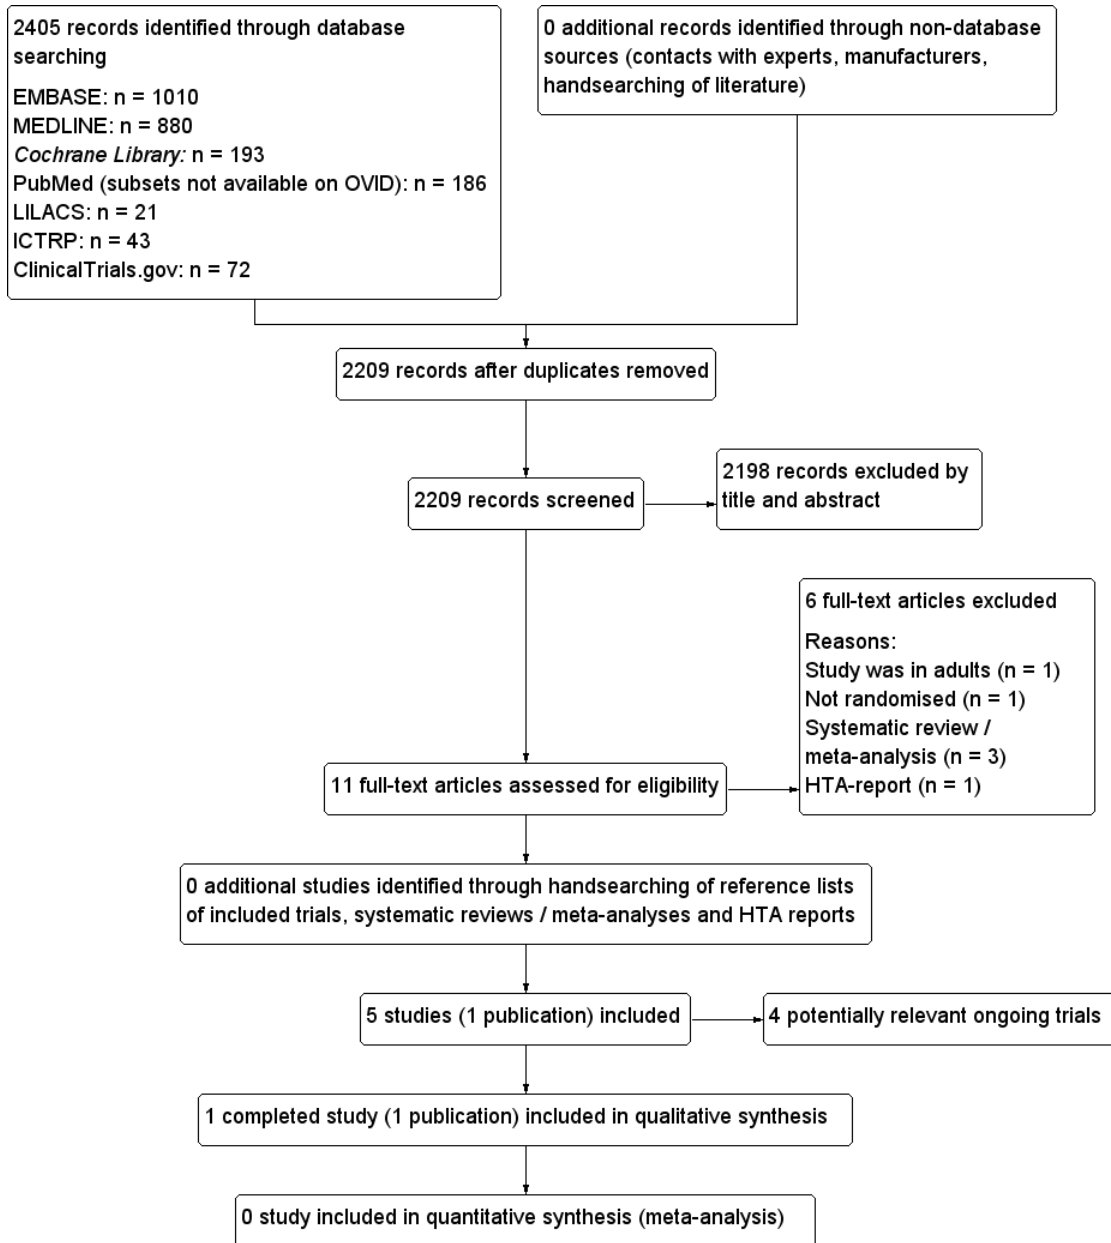 2405 records identified through database
searching
EMBASE: n = 1010
MEDLINE: n = 880
Cochrane Library: n = 193
PubMed (subsets not available on OVID): n = 186
LILACS: n = 21
ICTRP: n = 43
ClinicalTrials.gov: n = 72
0 additional records identified through non-database
sources (contacts with experts, manufacturers,
handsearching of literature)
2209 records after duplicates removed
2209 records screened
2198 records excluded by
title and abstract
11 full-text articles assessed for eligibility
6 full-text articles excluded
Reasons:
Study was in adults (n = 1)
Not randomised (n = 1)
Systematic review /
meta-analysis (n = 3)
HTA-report (n = 1)
0 additional studies identified through handsearching of reference lists
of included trials, systematic reviews / meta-analyses and HTA reports
5 studies (1 publication) included
4 potentially relevant ongoing trials
1 completed study (1 publication) included in qualitative synthesis
0 study included in quantitative synthesis (meta-analysis)